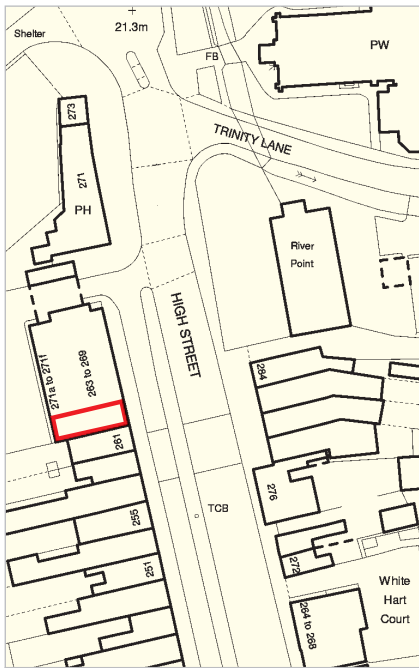 Shelter
21.3m
FB
PW
TRINITY LANE
273
271
PH
River
Point
HIGH STREET
271a to 271i
263 to 269
284
261
276
255
TCB
251
272
White
Hart
Court
264 to
268